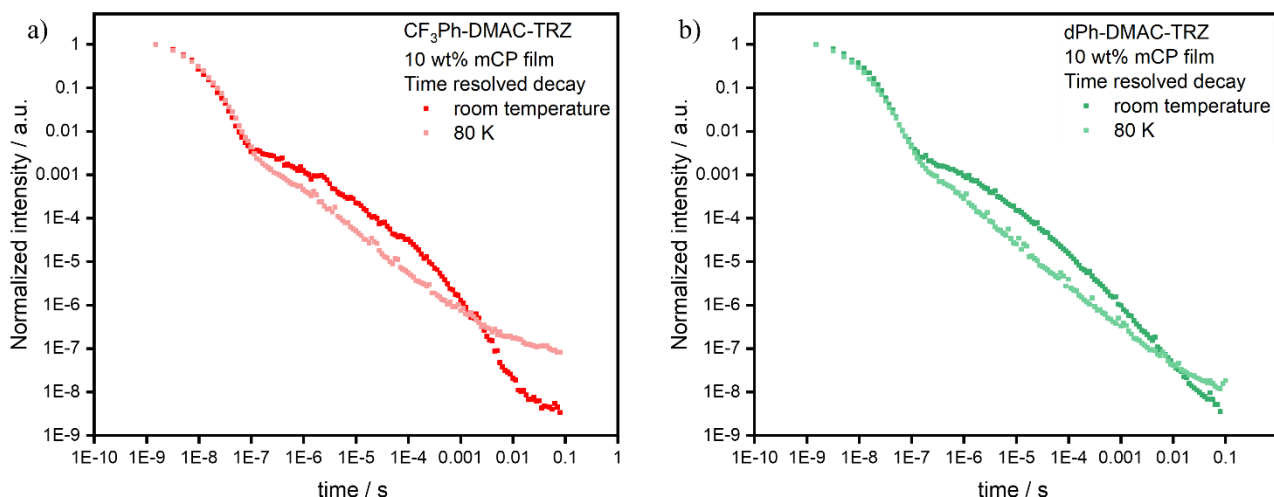 a)
CF₃Ph-DMAC-TRZ
10 wt% mCP film
Time resolved decay
room temperature
80 K
Normalized intensity / a.u.
1
0.1
0.01
0.001
1E-4
1E-5
1E-6
1E-7
1E-8
1E-9
1E-10 1E-9 1E-8 1E-7 1E-6 1E-5 1E-4 0.001 0.01 0.1 1
time / s
b)
dPh-DMAC-TRZ
10 wt% mCP film
Time resolved decay
room temperature
80 K
Normalized intensity / a.u.
1
0.1
0.01
0.001
1E-4
1E-5
1E-6
1E-7
1E-8
1E-9
1E-10 1E-9 1E-8 1E-7 1E-6 1E-5 1E-4 0.001 0.01 0.1
time / s